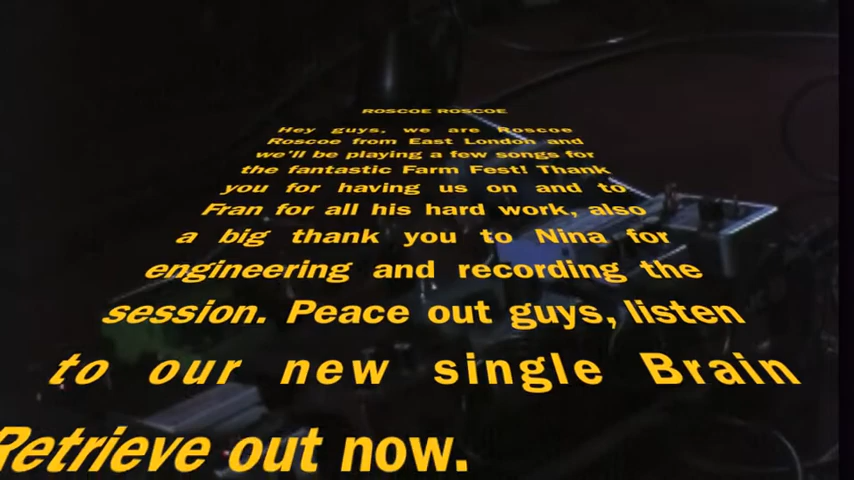 ROSCOE ROSCOE
Hey guys, we are Roscoe
Roscoe from East London and
we'll be playing a few songs for
the fantastic Farm Fest! Thank
you for having us on and to
Fran for all his hard work, also
a big thank you to Nina for
engineering and recording the
session. Peace out guys, listen
to our new single Brain
Retrieve out now.